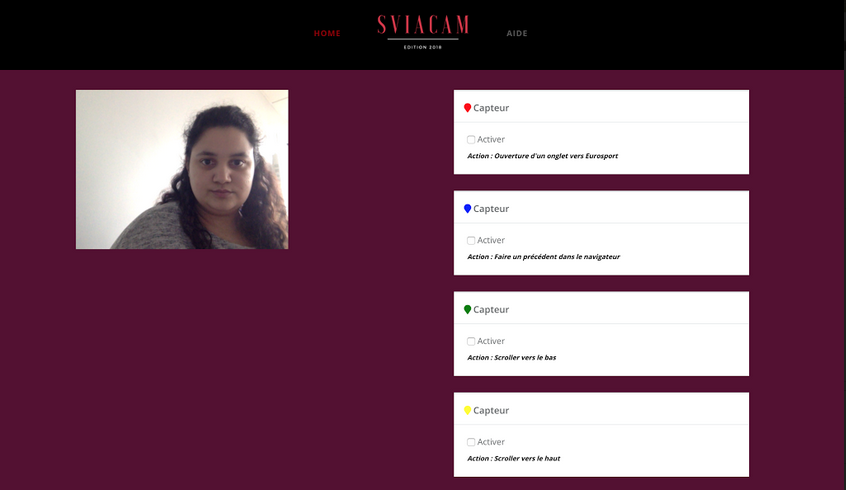 HOME
SVIACAM
EDITION 2018
AIDE
Capteur
Activer
Action : Ouverture d'un onglet vers Eurosport
Capteur
Activer
Action : Faire un précédent dans le navigateur
Capteur
Activer
Action : Scroller vers le bas
Capteur
Activer
Action : Scroller vers le haut